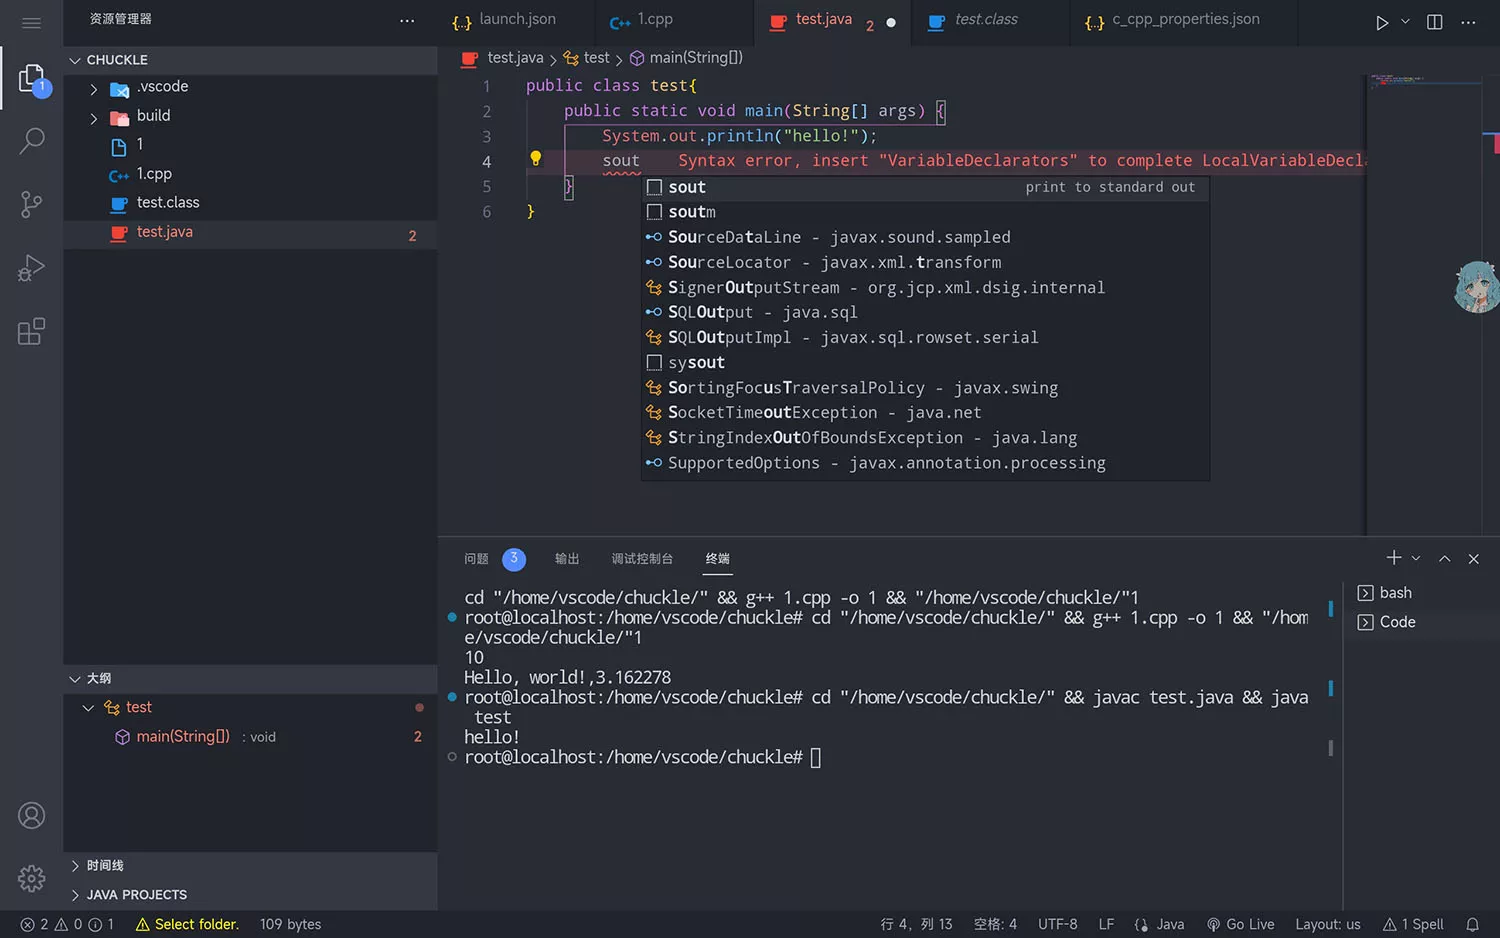 资源管理器
CHUCKLE
.vscode
build
1
1.cpp
test.class
test.java 2
大纲
test
main(String[]) : void 2
时间线
JAVA PROJECTS
1
launch.json
1.cpp
test.java 2
test.class
c_cpp_properties.json
test.java > test > main(String[])
1 public class test{
2 public static void main(String[] args) {
3 System.out.println("hello!");
4 sout Syntax error, insert "VariableDeclarators" to complete LocalVariableDecl
5 }
6 }
sout print to standard out
soutm
SourceDataLine - javax.sound.sampled
SourceLocator - javax.xml.transform
SignerOutputStream - org.jcp.xml.dsig.internal
SQLOutput - java.sql
SQLOutputImpl - javax.sql.rowset.serial
sysout
SortingFocusTraversalPolicy - javax.swing
SocketTimeoutException - java.net
StringIndexOutOfBoundsException - java.lang
SupportedOptions - javax.annotation.processing
问题 3 输出 调试控制台 终端
cd "/home/vscode/chuckle/" && g++ 1.cpp -o 1 && "/home/vscode/chuckle/"1
root@localhost:/home/vscode/chuckle# cd "/home/vscode/chuckle/" && g++ 1.cpp -o 1 && "/hom
e/vscode/chuckle/"1
10
Hello, world!,3.162278
root@localhost:/home/vscode/chuckle# cd "/home/vscode/chuckle/" && javac test.java && java
test
hello!
root@localhost:/home/vscode/chuckle#
bash
Code
2 0 1 Select folder. 109 bytes 行 4，列 13 空格: 4 UTF-8 LF Java Go Live Layout: us 1 Spell